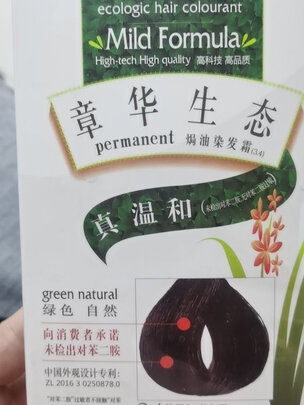 ecologic hair colourant
Mild Formula
High-tech High quality 高科技 高品质
章华生态
permanent 焗油染发霜(3.4)
真温和
green natural
绿色 自然
向消费者承诺
未检出对苯二胺
中国外观设计专利:
ZL 2016 3 0250878.0